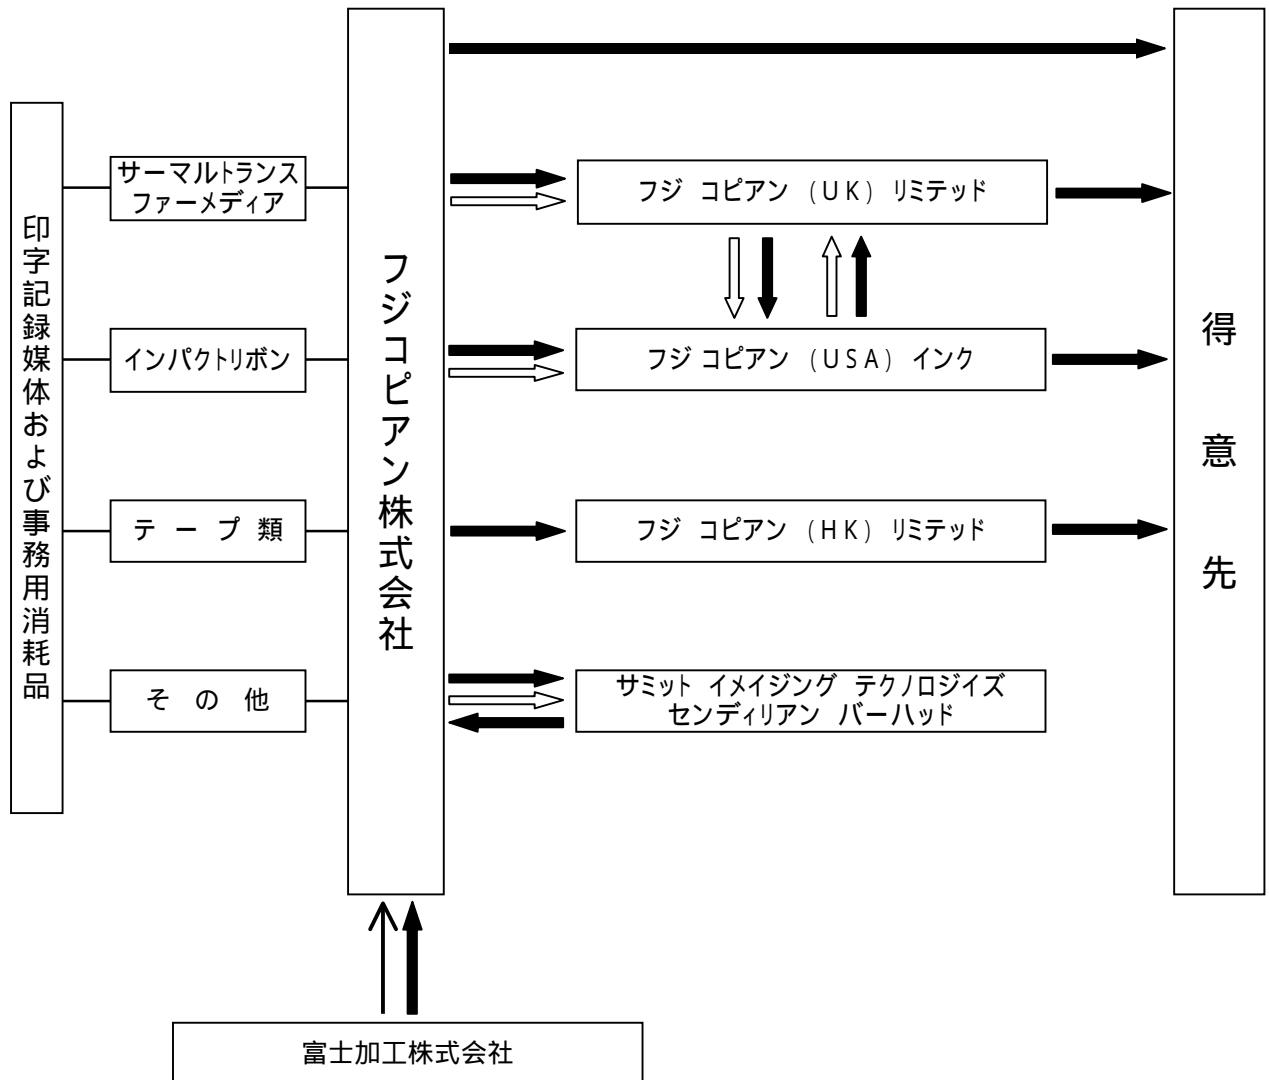 印字記録媒体および事務用消耗品
サーマルトランス
ファーメディア
インパクトリボン
テープ類
その他
フジコピアン株式会社
フジ コピアン (UK) リミテッド
フジ コピアン (USA) インク
フジ コピアン (HK) リミテッド
サミット イメイジング テクノロジイズ
センディリアン バーハッド
得意先
富士加工株式会社